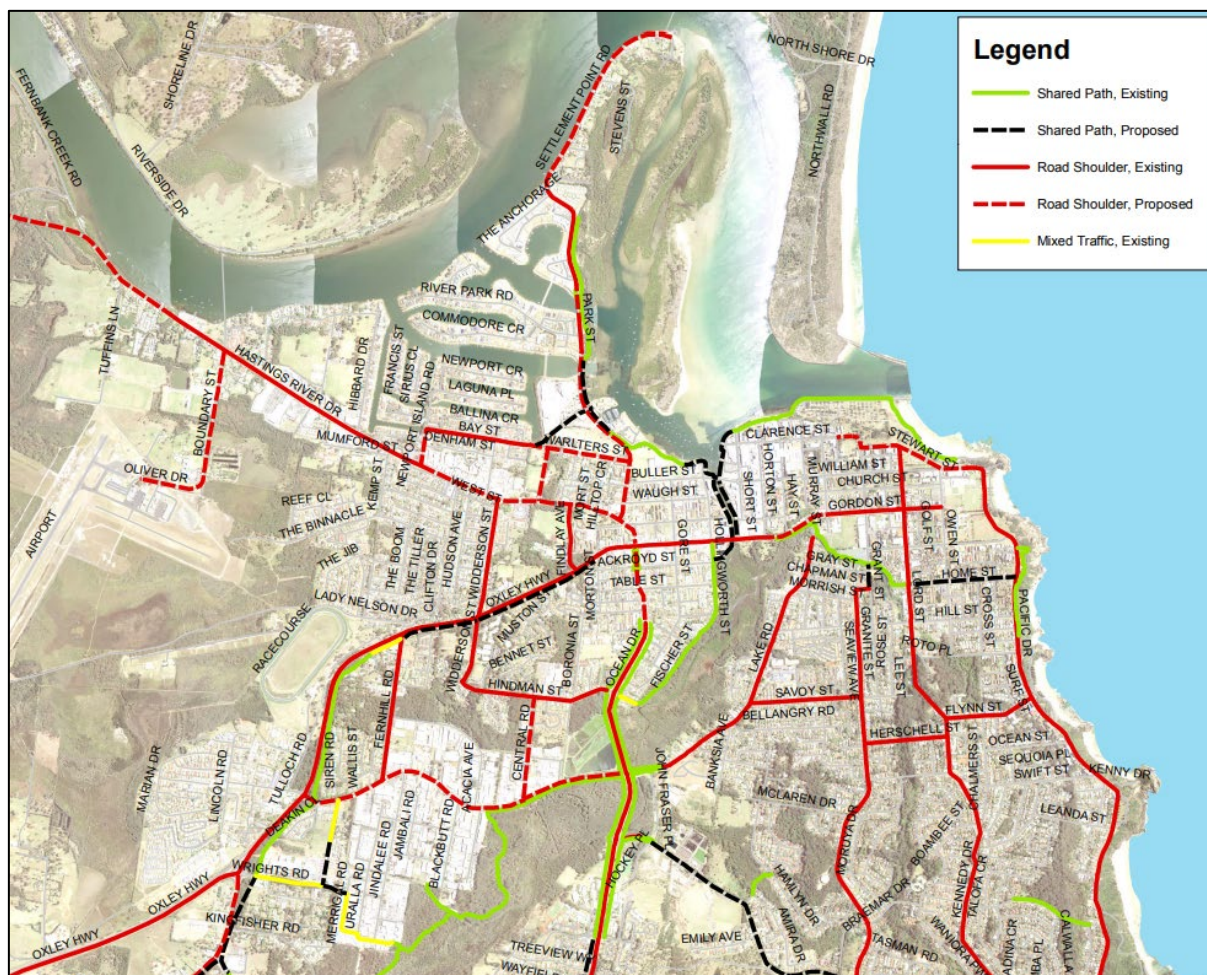 Legend
Shared Path, Existing
Shared Path, Proposed
Road Shoulder, Existing
Road Shoulder, Proposed
Mixed Traffic, Existing
SHORELINE DR
FERNBANK CREEK RD
RIVERSIDE DR
SETTLEMENT POINT RD
STEVENS ST
NORTH SHORE DR
NORTHWALL RD
THE ANCHORAGE
RIVER PARK RD
COMMODORE CR
PARK ST
TUFFINS LN
HASTINGS RIVER DR
BOUNDARY ST
HIBBARD DR
FRANCIS ST
SIRIUS CL
NEWPORT ISLAND RD
NEWPORT CR
LAGUNA PL
BALLINA CR
BAY ST
DENHAM ST
MUMFORD ST
WARLTERS ST
CLARENCE ST
STEWART ST
OLIVER DR
KEMP ST
WEST ST
MORT ST
HILLTOP CR
BULLER ST
WAUGH ST
SHORT ST
HORTON ST
HAY ST
MURRAY ST
WILLIAM ST
CHURCH ST
GORDON ST
REEF CL
THE BINNACLE
AIRPORT
THE JIB
THE BOOM
THE TILLER
CLIFTON DR
HUDSON AVE
WIDDERSON ST
FINDLAY AVE
OXLEY HWY
ACKROYD ST
GORE ST
HOLLINGWORTH ST
GOLF ST
OWEN ST
GRAY ST
CHAPMAN ST
MORRISH ST
GRANT ST
LORD ST
HOME ST
TABLE ST
MORTON ST
MUSTON ST
BENNET ST
BORONIA ST
LADY NELSON DR
RACECOURSE
WIDDERSON ST
OCEAN DR
FISCHER ST
LAKE RD
SEAVIEW AVE
GRANITE ST
ROSE ST
LEE ST
HILL ST
CROSS ST
PACIFIC DR
ROTO PL
SURF ST
HINDMAN ST
SAVOY ST
BELLANGRY RD
FLYNN ST
HERSCHELL ST
OCEAN ST
SEQUOIA PL
SWIFT ST
KENNY DR
LEANDA ST
MARIAN DR
LINCOLN RD
TULLOCH RD
SIREN RD
WALLIS ST
FERNHILL RD
CENTRAL RD
ACACIA AVE
BANKSIA AVE
JOHN FRASER PL
MCLAREN DR
CHALMERS ST
BOAMBEE ST
DEAKIN CL
JAMBALI RD
JINDALEE RD
BLACKBUTT RD
WRIGHTS RD
MERRIGAL RD
URALLA RD
HOCKEY PL
MORUYA DR
KENNEDY DR
TALOFA CR
HAMLYN DR
BRAEMAR DR
OXLEY HWY
KINGFISHER RD
OXLEY HWY
EMILY AVE
AMIRA DR
TASMAN RD
TREEVIEW W
WAYFIEL
CALWALLA